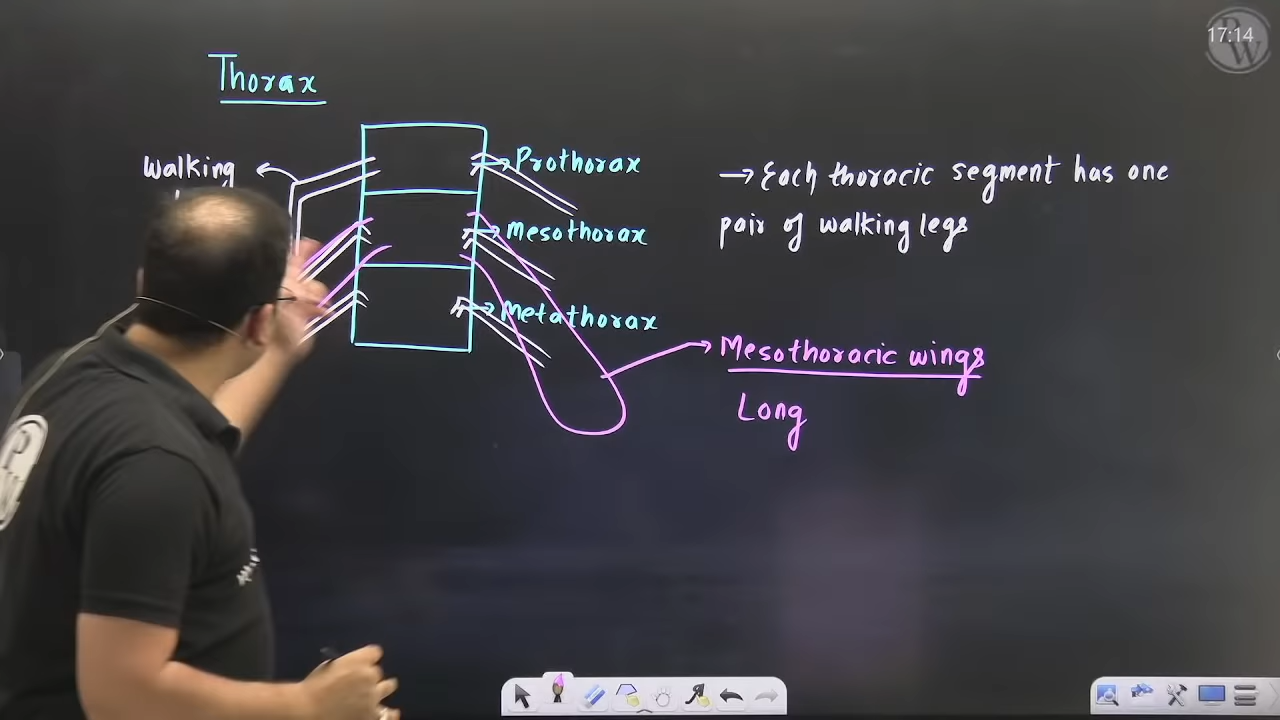 17:14
PW
Thorax
Walking
Prothorax
Mesothorax
Metathorax
→ Each thoracic segment has one
pair of walking legs
Mesothoracic wings
Long
P
W